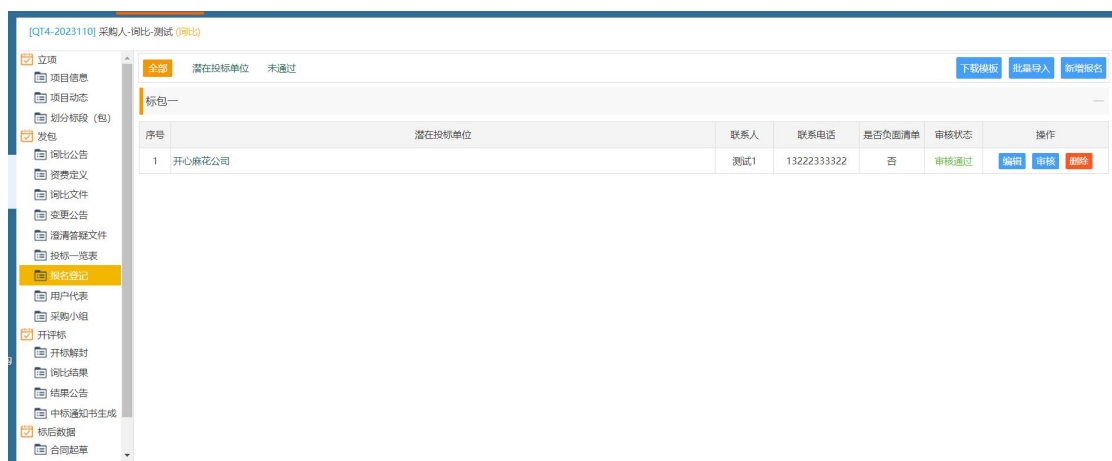 [QT4-2023110] 采购人-询比-测试 (询比)
立项
项目信息
项目动态
划分标段（包）
发包
询比公告
资费定义
询比文件
变更公告
澄清答疑文件
投标一览表
报名登记
用户代表
采购小组
开评标
开标解封
询比结果
结果公告
中标通知书生成
标后数据
合同起草
全部 潜在投标单位 未通过 下载模板 批量导入 新增报名
标包一
序号 潜在投标单位 联系人 联系电话 是否负面清单 审核状态 操作
1 开心麻花公司 测试1 13222333322 否 审核通过 编辑 审核 删除